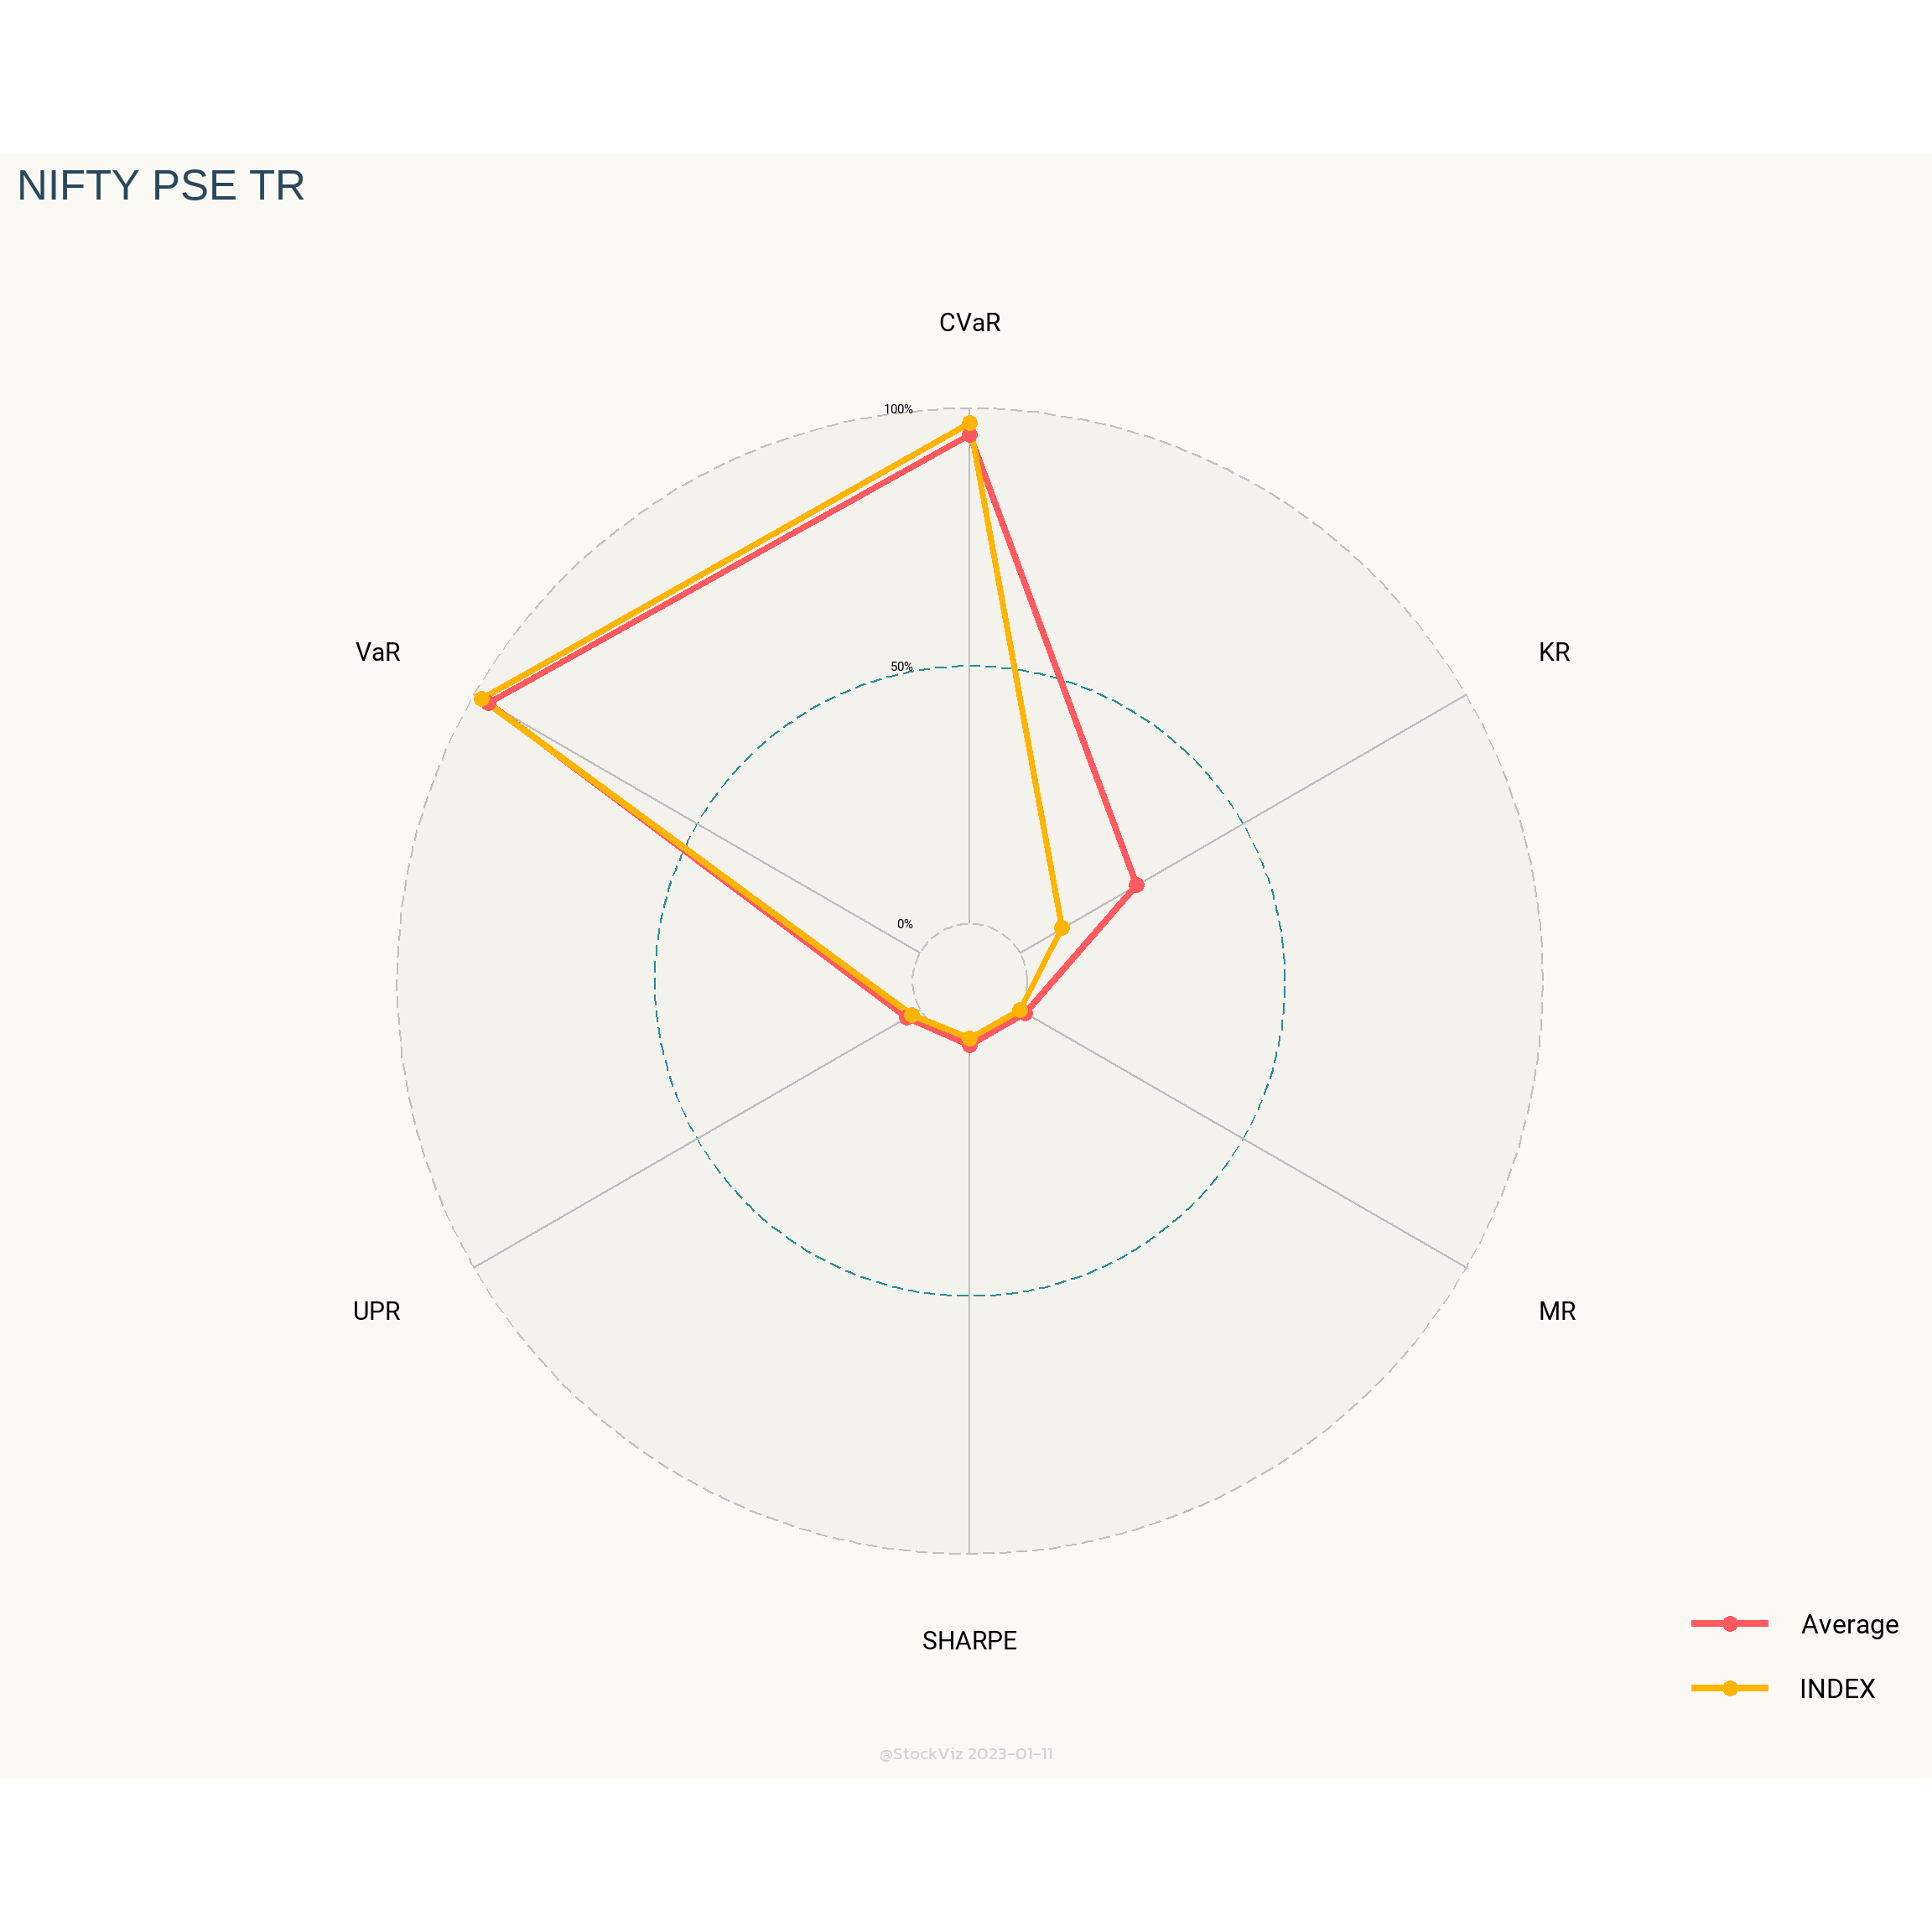 NIFTY PSE TR
CVaR
100%
VaR
KR
50%
0%
UPR
MR
SHARPE
Average
INDEX
@StockViz 2023-01-11